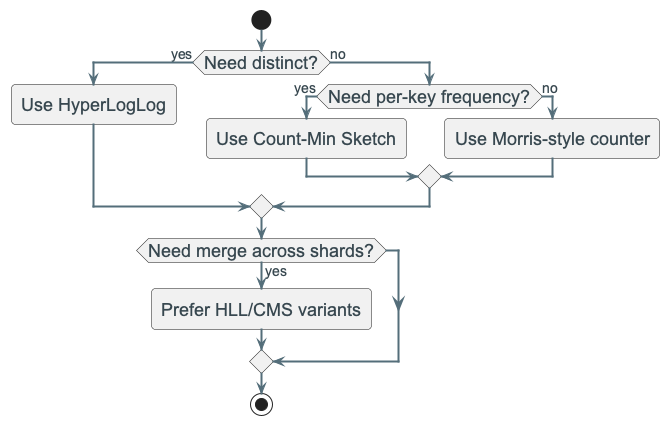 Need distinct?
yes
no
Use HyperLogLog
Need per-key frequency?
yes
no
Use Count-Min Sketch
Use Morris-style counter
Need merge across shards?
yes
Prefer HLL/CMS variants